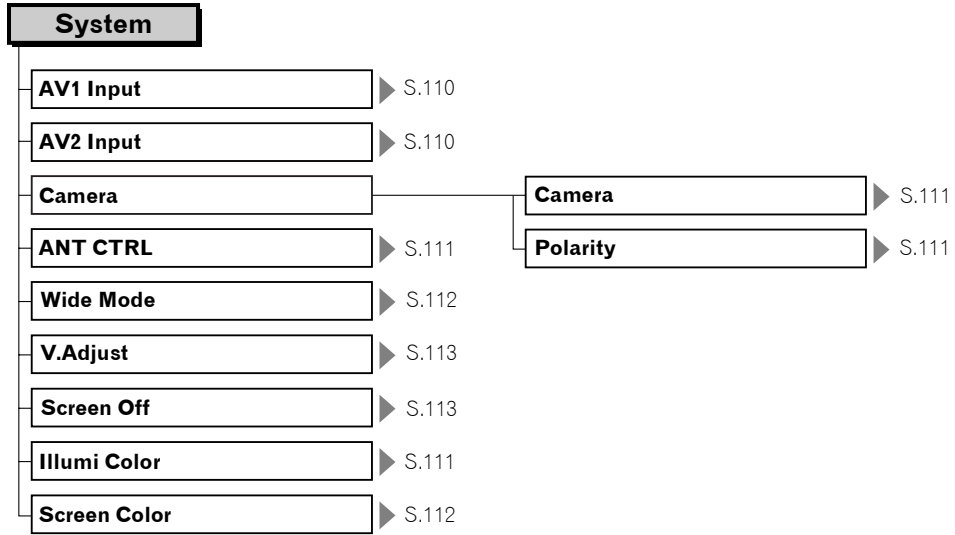 System
AV1 Input S.110
AV2 Input S.110
Camera Camera S.111
ANT CTRL S.111 Polarity S.111
Wide Mode S.112
V.Adjust S.113
Screen Off S.113
Illumi Color S.111
Screen Color S.112